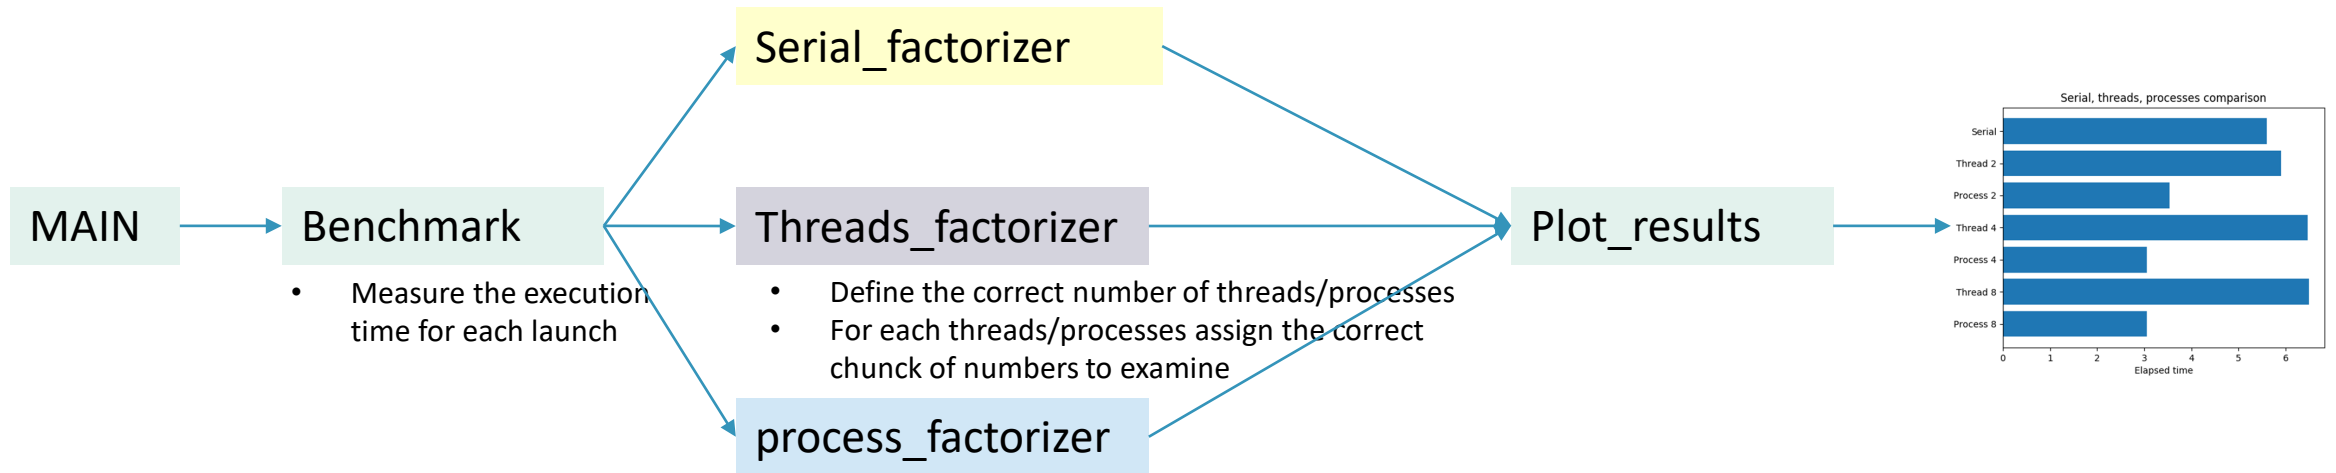 Serial_factorizer
MAIN
Benchmark
• Measure the execution
time for each launch
Threads_factorizer
• Define the correct number of threads/processes
• For each threads/processes assign the correct
chunck of numbers to examine
process_factorizer
Plot_results
Serial, threads, processes comparison
Serial
Thread 2
Process 2
Thread 4
Process 4
Thread 8
Process 8
0 1 2 3 4 5 6
Elapsed time